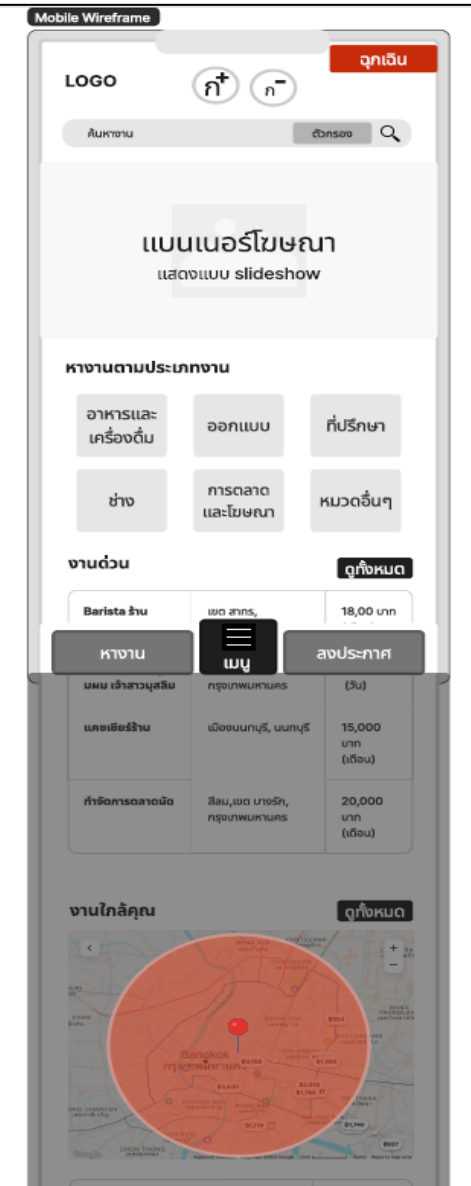 Mobile Wireframe
ฉุกเฉิน
LOGO
ก+
ก-
ค้นหางาน
ตัวกรอง
แบนเนอร์โฆษณา
แสดงแบบ slideshow
หางานตามประเภทงาน
อาหารและ
เครื่องดื่ม
ออกแบบ
ที่ปรึกษา
ช่าง
การตลาด
และโฆษณา
หมวดอื่นๆ
งานด่วน
ดูทั้งหมด
Barista ร้าน
เขต สาทร,
18,00 บาท
หางาน
เมนู
ลงประกาศ
เจ้าสาวมุสลิม
กรุงเทพมหานคร
(วัน)
แคชเชียร์ร้าน
เมืองนนทบุรี, นนทบุรี
15,000
บาท
(เดือน)
กำจัดการตลาดนัด
สีลม,เขต บางรัก,
กรุงเทพมหานคร
20,000
บาท
(เดือน)
งานใกล้คุณ
ดูทั้งหมด
Bangkok